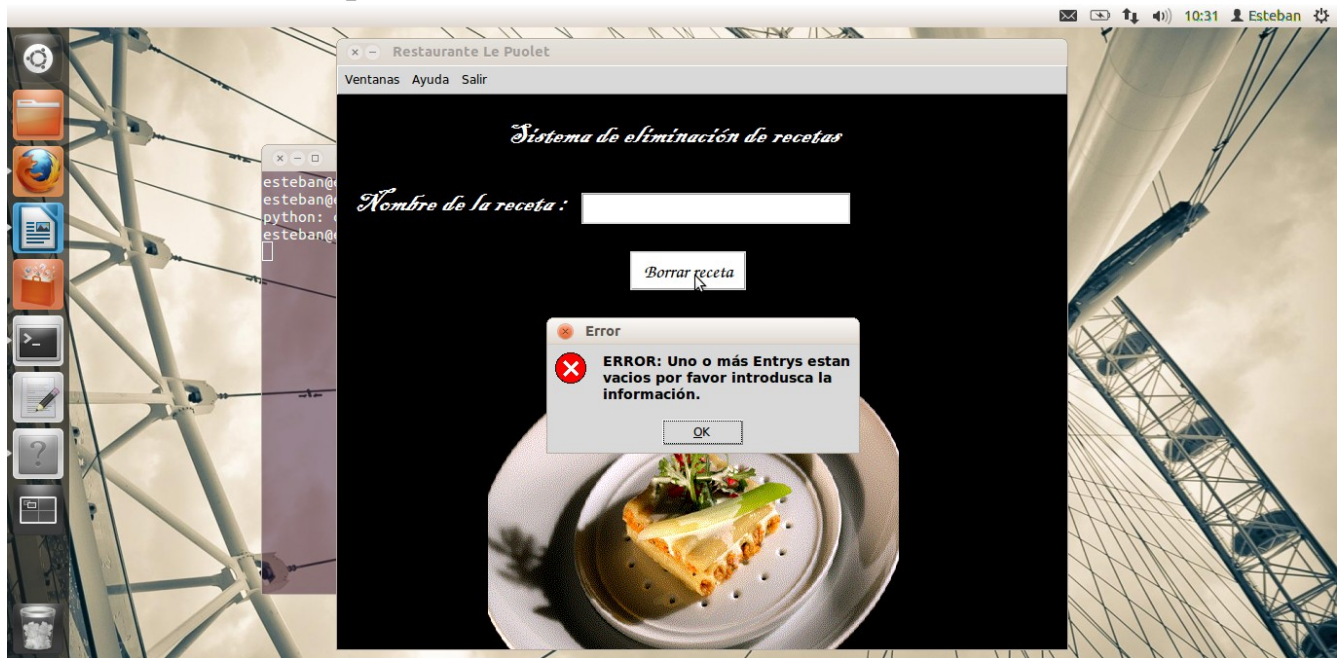 10:31 Esteban
Restaurante Le Puolet
Ventanas Ayuda Salir
Sistema de eliminación de recetas
esteban@
esteban@
python:
esteban@
Nombre de la receta :
Borrar receta
Error
ERROR: Uno o más Entrys estan
vacios por favor introdusca la
información.
OK